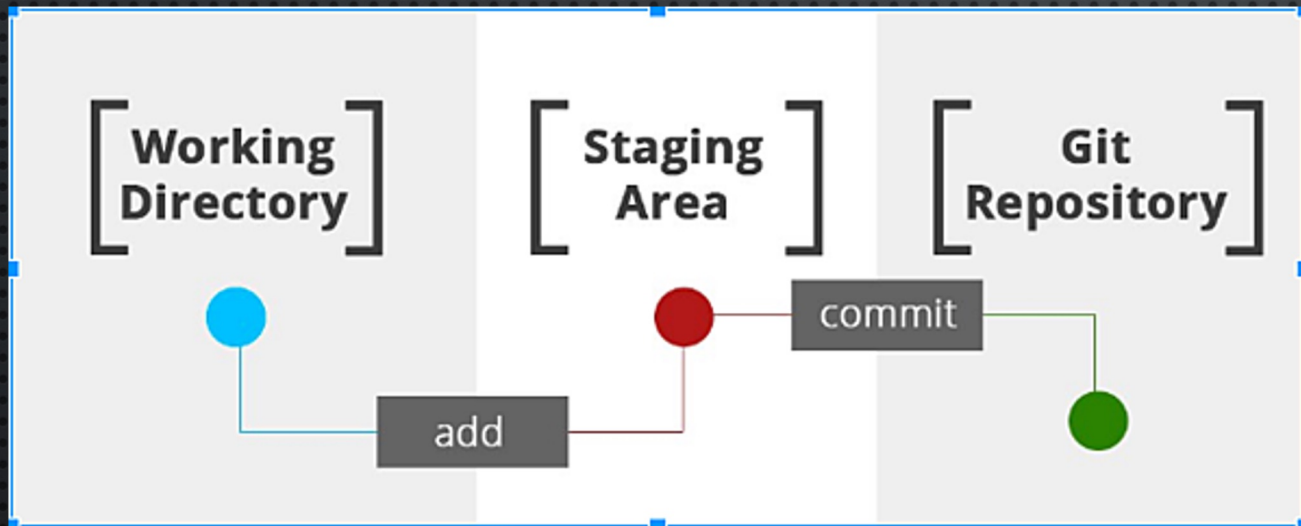 Working
Directory
Staging
Area
Git
Repository
commit
add